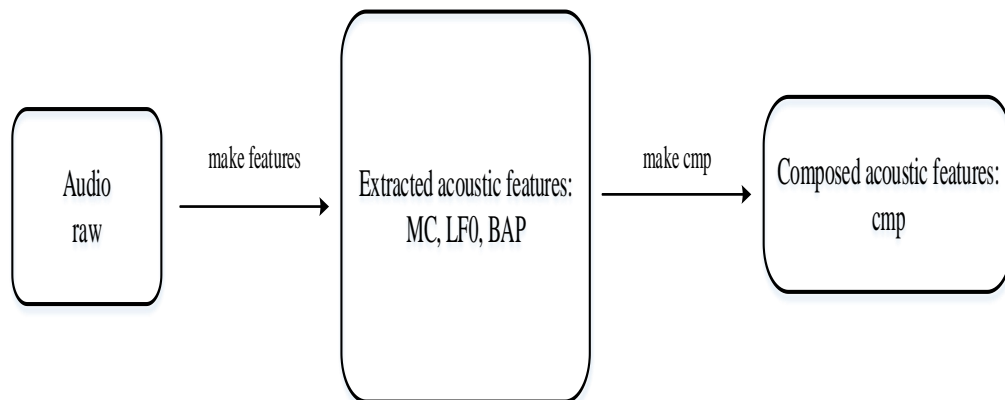 Audio
raw
make features
Extracted acoustic features:
MC, LF0, BAP
make cmp
Composed acoustic features:
cmp